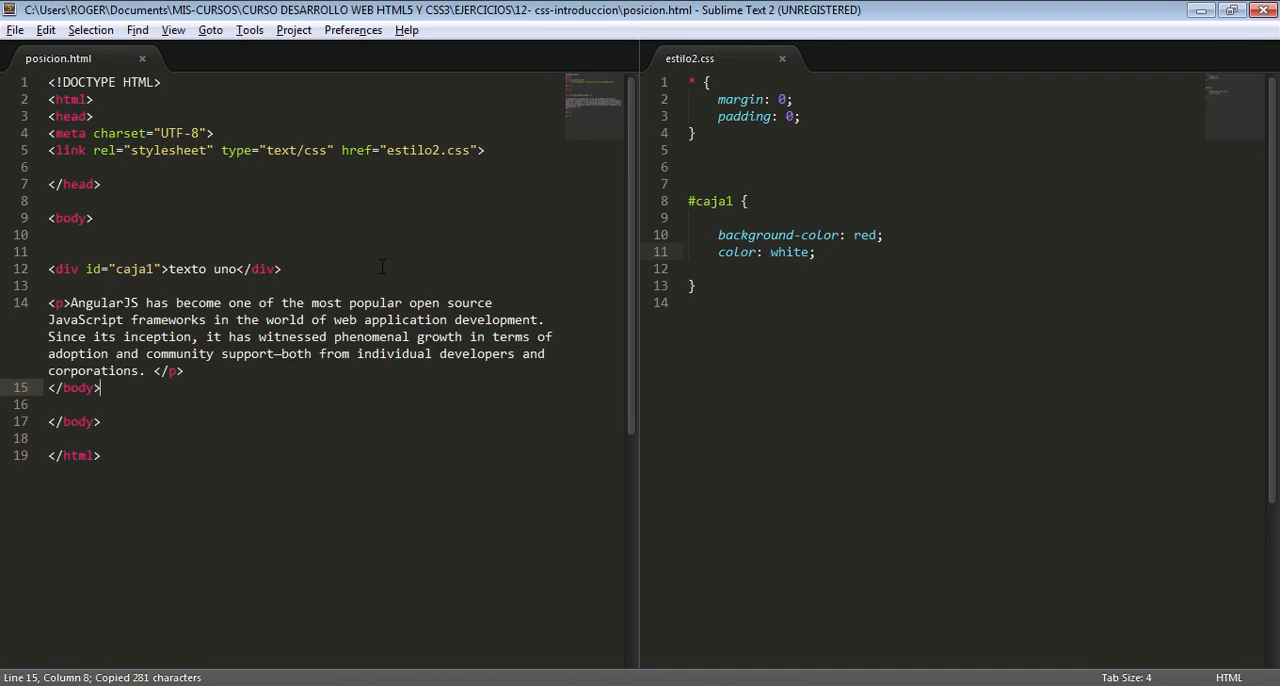 C:\Users\ROGER\Documents\MIS-CURSOS\CURSO DESARROLLO WEB HTML5 Y CSS3\EJERCICIOS\12- css-introduccion\posicion.html - Sublime Text 2 (UNREGISTERED)
File Edit Selection Find View Goto Tools Project Preferences Help
posicion.html
1 <!DOCTYPE HTML>
2 <html>
3 <head>
4 <meta charset="UTF-8">
5 <link rel="stylesheet" type="text/css" href="estilo2.css">
6
7 </head>
8
9 <body>
10
11
12 <div id="caja1">texto uno</div>
13
14 <p>AngularJS has become one of the most popular open source
JavaScript frameworks in the world of web application development.
Since its inception, it has witnessed phenomenal growth in terms of
adoption and community support—both from individual developers and
corporations. </p>
15 </body>
16
17 </body>
18
19 </html>
estilo2.css
1 * {
2 margin: 0;
3 padding: 0;
4 }
5
6
7
8 #caja1 {
9
10 background-color: red;
11 color: white;
12
13 }
14
Line 15, Column 8; Copied 281 characters
Tab Size: 4
HTML